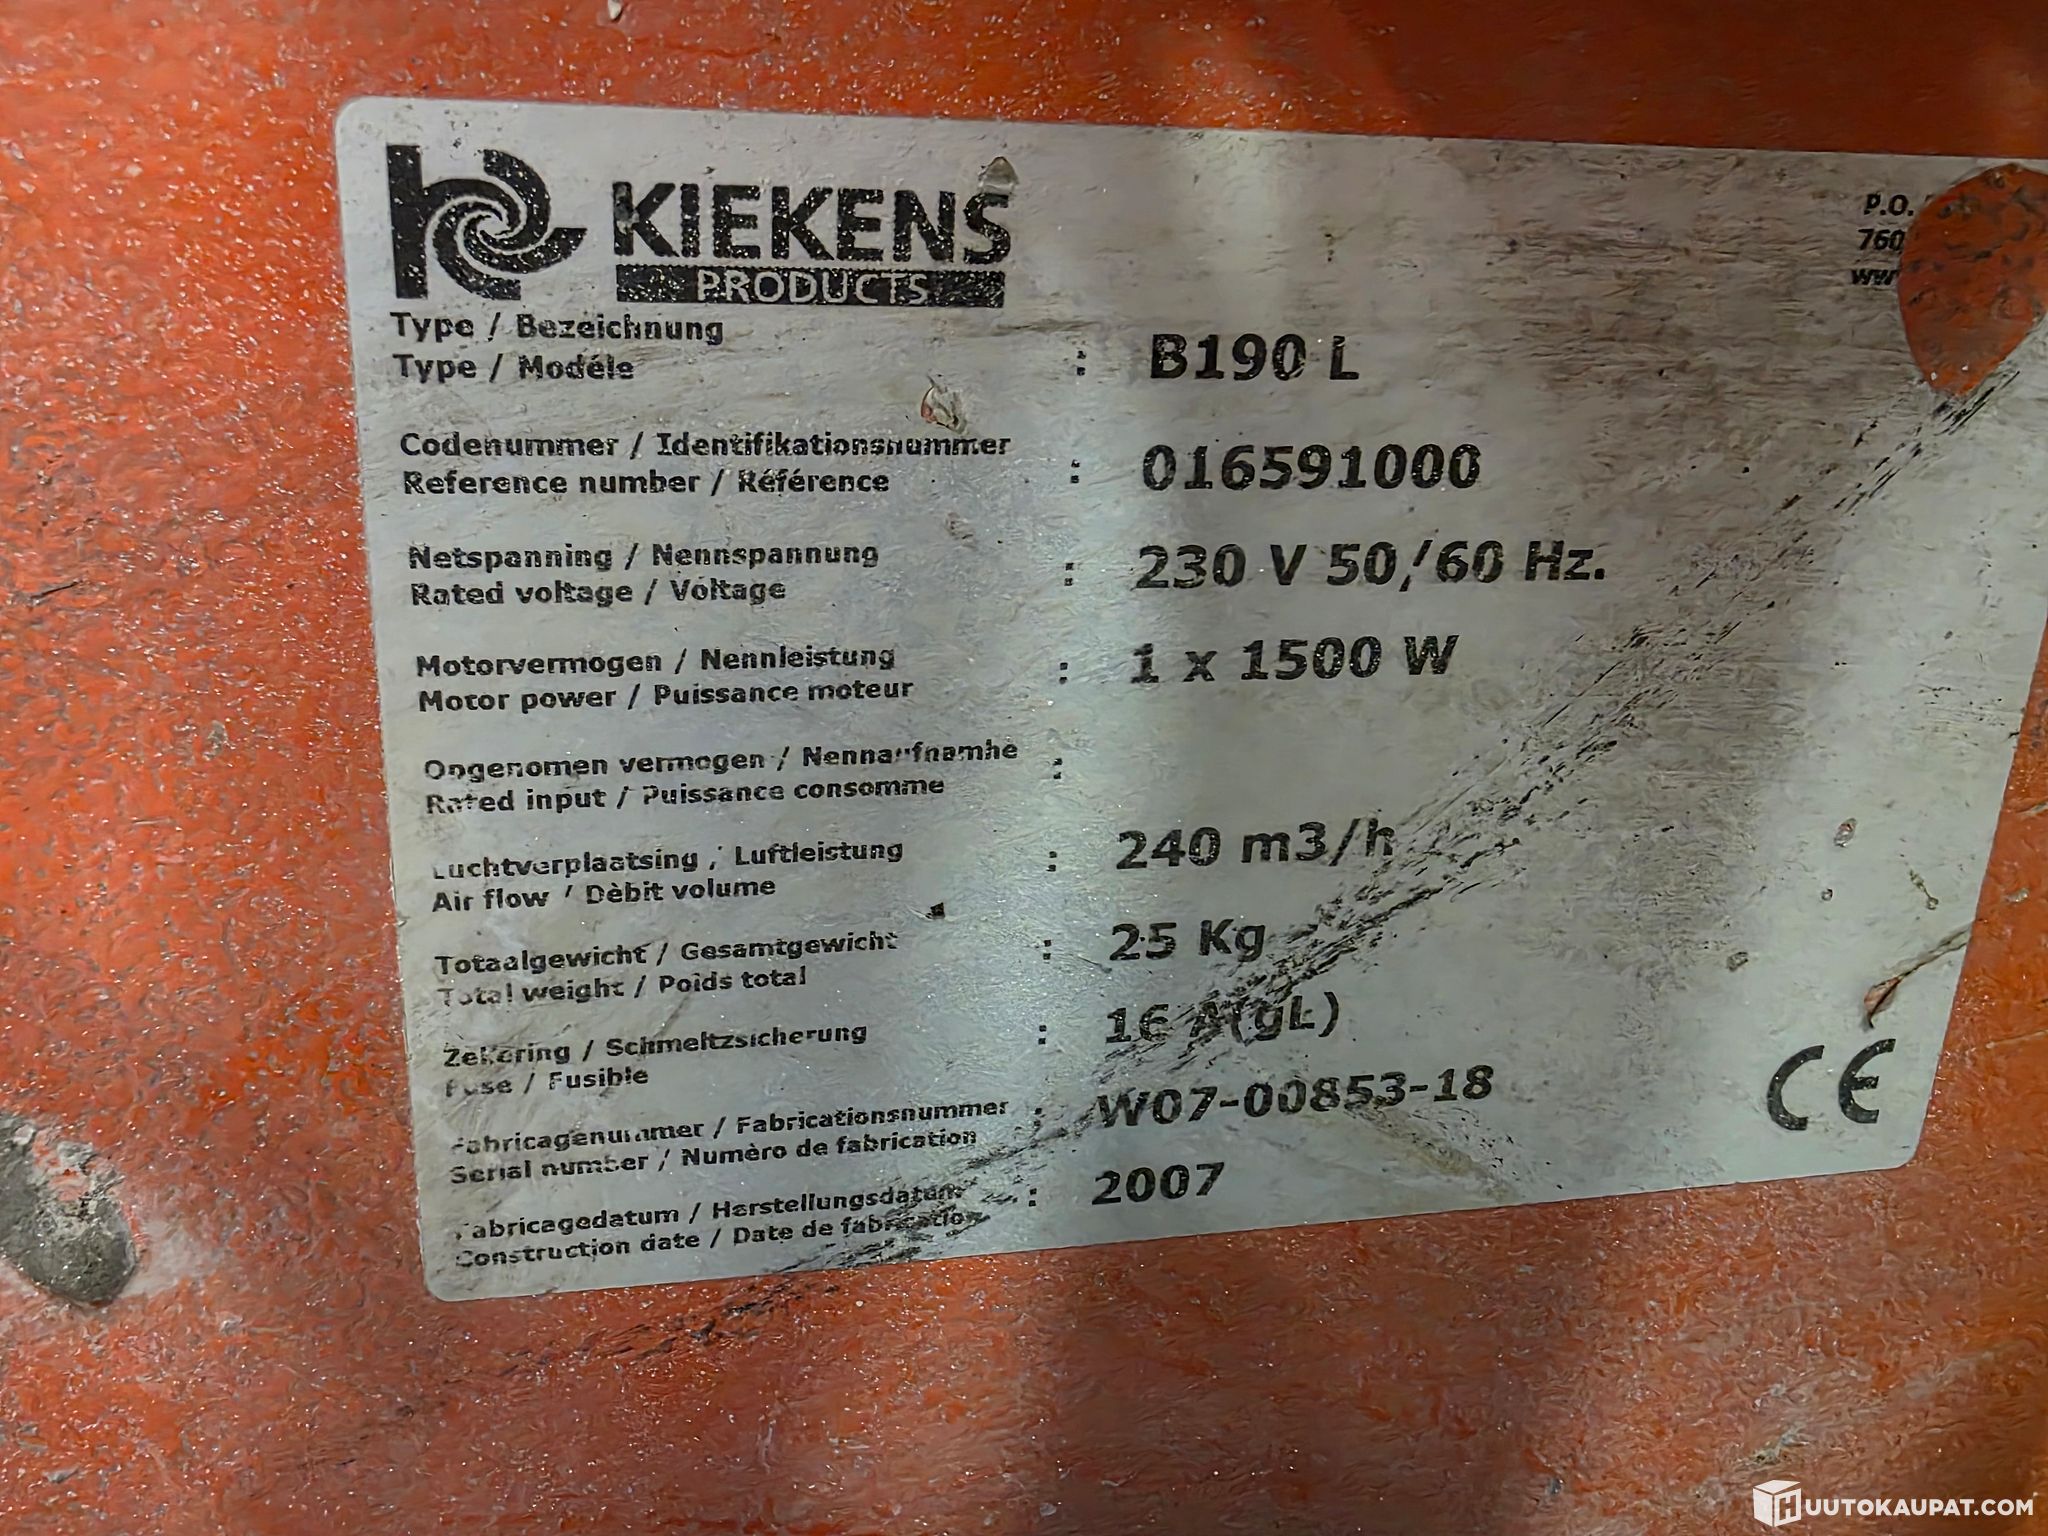 KIEKENS
PRODUCTS
P.O.
760
Type / Bezeichnung
Type / Modéle : B190 L
Codenummer / Identifikationsnummer
Reference number / Référence : 016591000
Netspanning / Nennspannung
Rated voltage / Voltage : 230 V 50/60 Hz.
Motorvermogen / Nennleistung
Motor power / Puissance moteur : 1 x 1500 W
Opgenomen vermogen / Nennaufnamhe
Rated input / Puissance consomme :
Luchtverplaatsing / Luftleistung
Air flow / Dèbit volume : 240 m3/h
Totaalgewicht / Gesamtgewicht
Total weight / Poids total : 25 Kg
Zekering / Schmeltzsicherung
Fuse / Fusible : 16 A(gL)
Fabricagenummer / Fabricationsnummer
Serial number / Numèro de fabrication : W07-00853-18
Fabricagedatum / Herstellungsdatum
Construction date / Date de fabrication : 2007
CE
HUUTOKAUPAT.COM